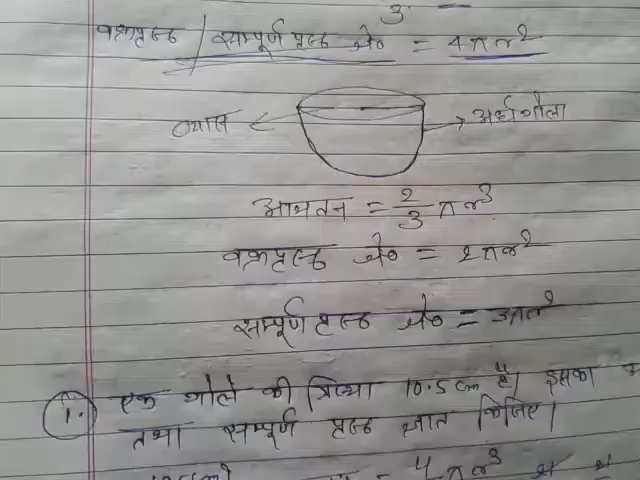 3
वक्रपृष्ठ / सम्पूर्ण पृष्ठ क्षे० = 4πr²
व्यास
अर्धगोला
आयतन = 2/3 πr³
वक्रपृष्ठ क्षे० = 2πr²
सम्पूर्ण पृष्ठ क्षे० = 3πr²
1. एक गोले की त्रिज्या 10.5 cm है। इसका
तथा सम्पूर्ण पृष्ठ ज्ञात किजिए।
= 4πr³